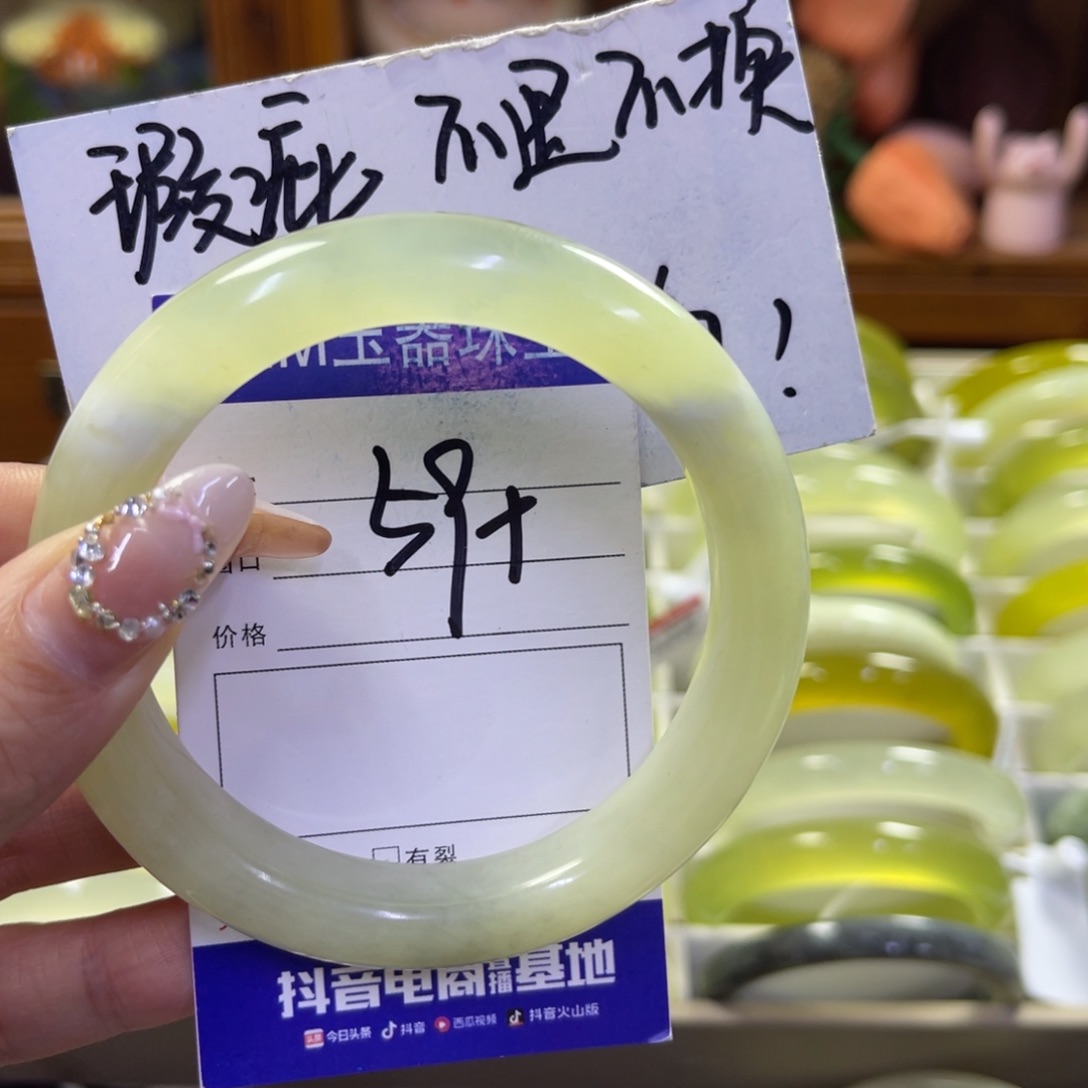 瑕疵 不退不换
！
M玉器珠宝
59+
价格
有裂
抖音电商直播基地
今日头条 抖音 西瓜视频 抖音火山版